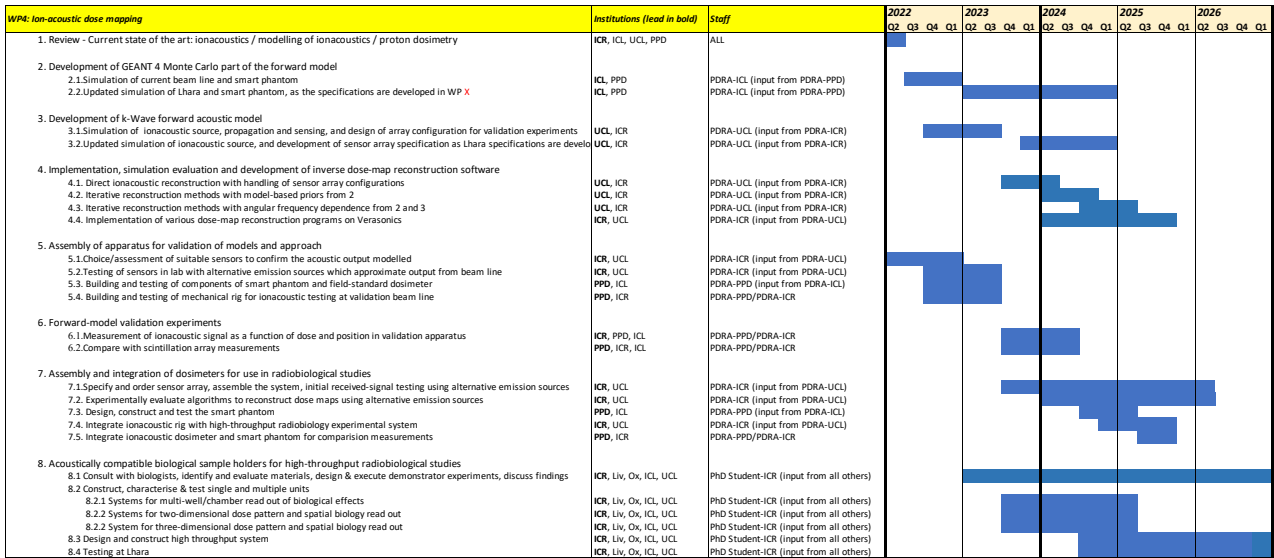 WP4: Ion-acoustic dose mapping Institutions (lead in bold) Staff 2022 2023 2024 2025 2026
Q2 Q3 Q4 Q1 Q2 Q3 Q4 Q1 Q2 Q3 Q4 Q1 Q2 Q3 Q4 Q1 Q2 Q3 Q4 Q1
1. Review - Current state of the art: ionacoustics / modelling of ionacoustics / proton dosimetry ICR, ICL, UCL, PPD ALL
2. Development of GEANT 4 Monte Carlo part of the forward model
2.1.Simulation of current beam line and smart phantom ICL, PPD PDRA-ICL (input from PDRA-PPD)
2.2.Updated simulation of Lhara and smart phantom, as the specifications are developed in WP X ICL, PPD PDRA-ICL (input from PDRA-PPD)
3. Development of k-Wave forward acoustic model
3.1.Simulation of ionacoustic source, propagation and sensing, and design of array configuration for validation experiments UCL, ICR PDRA-UCL (input from PDRA-ICR)
3.2.Updated simulation of ionacoustic source, and development of sensor array specification as Lhara specifications are develo UCL, ICR PDRA-UCL (input from PDRA-ICR)
4. Implementation, simulation evaluation and development of inverse dose-map reconstruction software
4.1. Direct ionacoustic reconstruction with handling of sensor array configurations UCL, ICR PDRA-UCL (input from PDRA-ICR)
4.2. Iterative reconstruction methods with model-based priors from 2 UCL, ICR PDRA-UCL (input from PDRA-ICR)
4.3. Iterative reconstruction methods with angular frequency dependence from 2 and 3 UCL, ICR PDRA-UCL (input from PDRA-ICR)
4.4. Implementation of various dose-map reconstruction programs on Verasonics ICR, UCL PDRA-ICR (input from PDRA-UCL)
5. Assembly of apparatus for validation of models and approach
5.1.Choice/assessment of suitable sensors to confirm the acoustic output modelled ICR, UCL PDRA-ICR (input from PDRA-UCL)
5.2.Testing of sensors in lab with alternative emission sources which approximate output from beam line ICR, UCL PDRA-ICR (input from PDRA-UCL)
5.3. Building and testing of components of smart phantom and field-standard dosimeter PPD, ICL PDRA-PPD (input from PDRA-ICL)
5.4. Building and testing of mechanical rig for ionacoustic testing at validation beam line PPD, ICR PDRA-PPD/PDRA-ICR
6. Forward-model validation experiments
6.1.Measurement of ionacoustic signal as a function of dose and position in validation apparatus ICR, PPD, ICL PDRA-PPD/PDRA-ICR
6.2.Compare with scintillation array measurements PPD, ICR, ICL PDRA-PPD/PDRA-ICR
7. Assembly and integration of dosimeters for use in radiobiological studies
7.1.Specify and order sensor array, assemble the system, initial received-signal testing using alternative emission sources ICR, UCL PDRA-ICR (input from PDRA-UCL)
7.2. Experimentally evaluate algorithms to reconstruct dose maps using alternative emission sources ICR, UCL PDRA-ICR (input from PDRA-UCL)
7.3. Design, construct and test the smart phantom PPD, ICL PDRA-PPD (input from PDRA-ICL)
7.4. Integrate ionacoustic rig with high-throughput radiobiology experimental system ICR, UCL PDRA-ICR (input from PDRA-UCL)
7.5. Integrate ionacoustic dosimeter and smart phantom for comparision measurements PPD, ICR PDRA-PPD/PDRA-ICR
8. Acoustically compatible biological sample holders for high-throughput radiobiological studies
8.1 Consult with biologists, identify and evaluate materials, design & execute demonstrator experiments, discuss findings ICR, Liv, Ox, ICL, UCL PhD Student-ICR (input from all others)
8.2 Construct, characterise & test single and multiple units
8.2.1 Systems for multi-well/chamber read out of biological effects ICR, Liv, Ox, ICL, UCL PhD Student-ICR (input from all others)
8.2.2 Systems for two-dimensional dose pattern and spatial biology read out ICR, Liv, Ox, ICL, UCL PhD Student-ICR (input from all others)
8.2.2 System for three-dimensional dose pattern and spatial biology read out ICR, Liv, Ox, ICL, UCL PhD Student-ICR (input from all others)
8.3 Design and construct high throughput system ICR, Liv, Ox, ICL, UCL PhD Student-ICR (input from all others)
8.4 Testing at Lhara ICR, Liv, Ox, ICL, UCL PhD Student-ICR (input from all others)